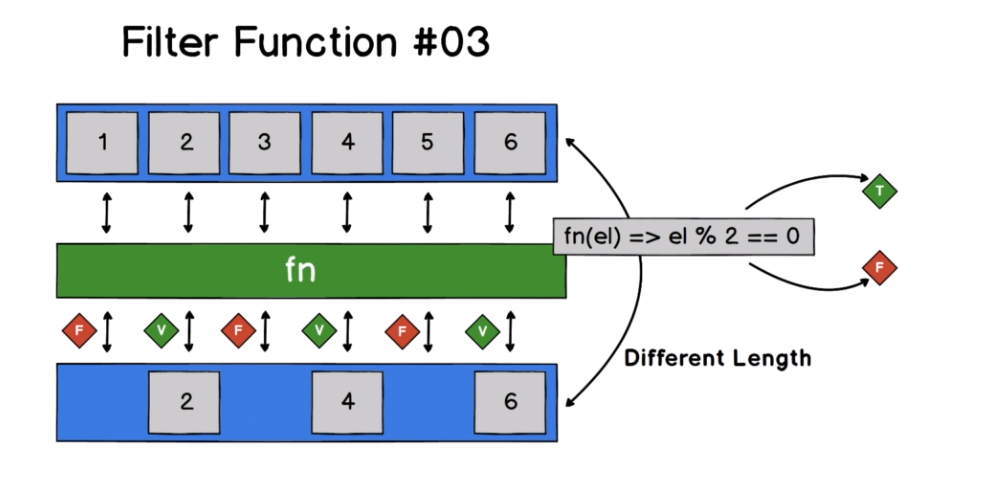 Filter Function #03
1 2 3 4 5 6
T
fn(el) => el % 2 == 0
fn
F
F V F V F V
Different Length
2 4 6